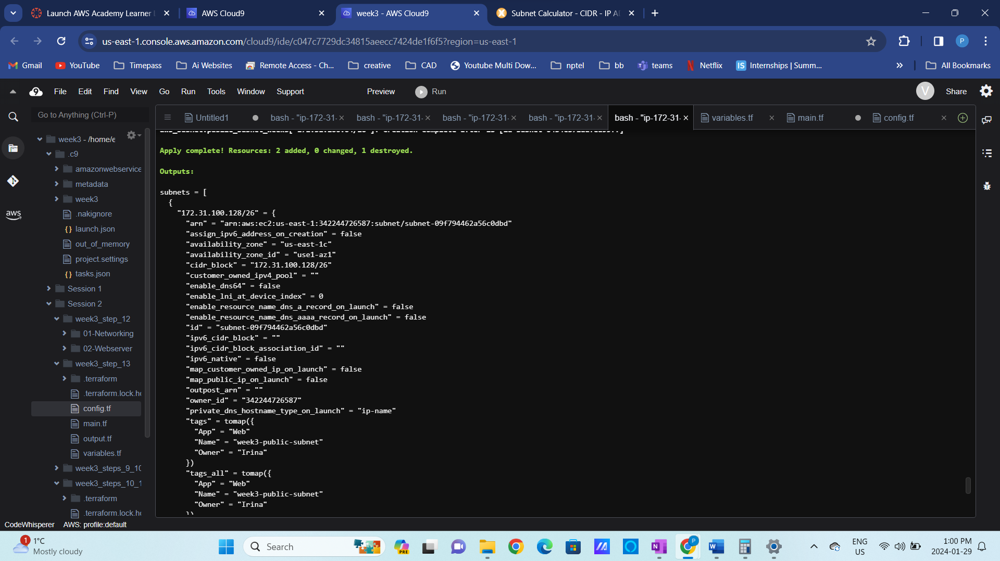 Launch AWS Academy Learner
AWS Cloud9
week3 - AWS Cloud9
Subnet Calculator - CIDR - IP
us-east-1.console.aws.amazon.com/cloud9/ide/c047c7729dc34815aeecc7424de1f6f5?region=us-east-1
P
Gmail
YouTube
Timepass
Ai Websites
Remote Access - Ch...
creative
CAD
Youtube Multi Dow...
nptel
bb
teams
Netflix
IS
Internships | Summ...
All Bookmarks
9
File
Edit
Find
View
Go
Run
Tools
Window
Support
Preview
Run
V
Share
Go to Anything (Ctrl-P)
Untitled1
bash - "ip-172-31-
bash - "ip-172-31-
bash - "ip-172-31-
bash - "ip-172-31-
bash - "ip-172-31-
variables.tf
main.tf
config.tf
aws
week3 - /home/e
.c9
amazonwebservice
metadata
week3
.nakignore
launch.json
out_of_memory
project.settings
tasks.json
Session 1
Session 2
week3_step_12
01-Networking
02-Webserver
week3_step_13
.terraform
.terraform.lock.hc
config.tf
main.tf
output.tf
variables.tf
week3_steps_9_10
week3_steps_10_1
.terraform
.terraform.lock.hc
Apply complete! Resources: 2 added, 0 changed, 1 destroyed.
Outputs:
subnets = [
{
"172.31.100.128/26" = {
"arn" = "arn:aws:ec2:us-east-1:342244726587:subnet/subnet-09f794462a56c0dbd"
"assign_ipv6_address_on_creation" = false
"availability_zone" = "us-east-1c"
"availability_zone_id" = "use1-az1"
"cidr_block" = "172.31.100.128/26"
"customer_owned_ipv4_pool" = ""
"enable_dns64" = false
"enable_lni_at_device_index" = 0
"enable_resource_name_dns_a_record_on_launch" = false
"enable_resource_name_dns_aaaa_record_on_launch" = false
"id" = "subnet-09f794462a56c0dbd"
"ipv6_cidr_block" = ""
"ipv6_cidr_block_association_id" = ""
"ipv6_native" = false
"map_customer_owned_ip_on_launch" = false
"map_public_ip_on_launch" = false
"outpost_arn" = ""
"owner_id" = "342244726587"
"private_dns_hostname_type_on_launch" = "ip-name"
"tags" = tomap({
"App" = "Web"
"Name" = "week3-public-subnet"
"Owner" = "Irina"
})
"tags_all" = tomap({
"App" = "Web"
"Name" = "week3-public-subnet"
"Owner" = "Irina"
})
CodeWhisperer
AWS: profile:default
1
1°C
Mostly cloudy
Search
PRE
N
P
W
ENG
US
1:00 PM
2024-01-29